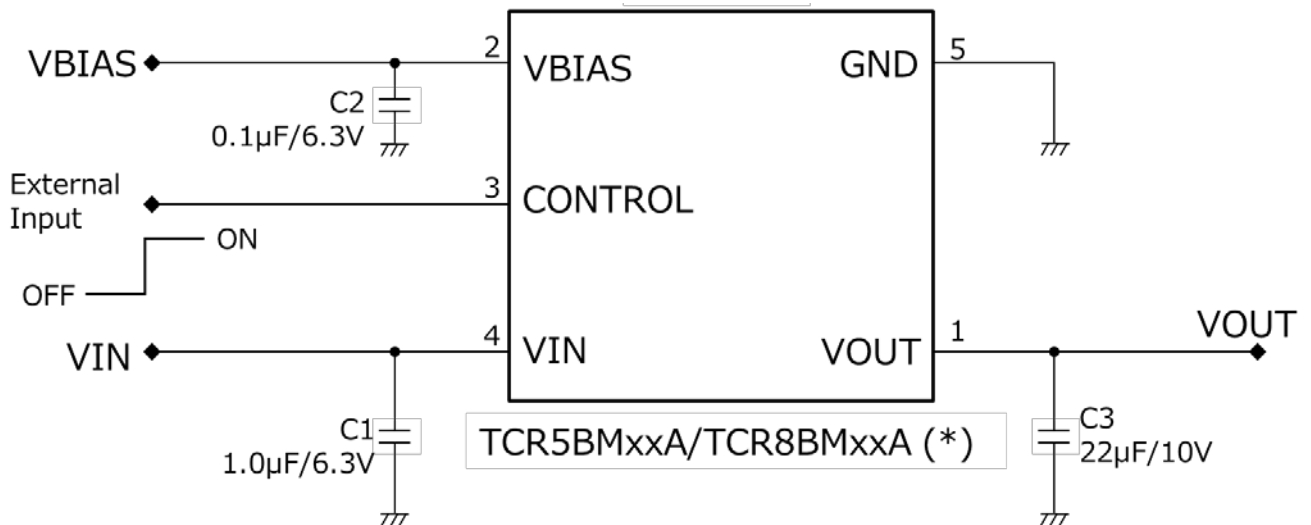 VBIAS
2
VBIAS
GND
5
C2
0.1μF/6.3V
External
Input
3
CONTROL
ON
OFF
VIN
4
VIN
VOUT
1
VOUT
C1
1.0μF/6.3V
TCR5BMxxA/TCR8BMxxA (*)
C3
22μF/10V